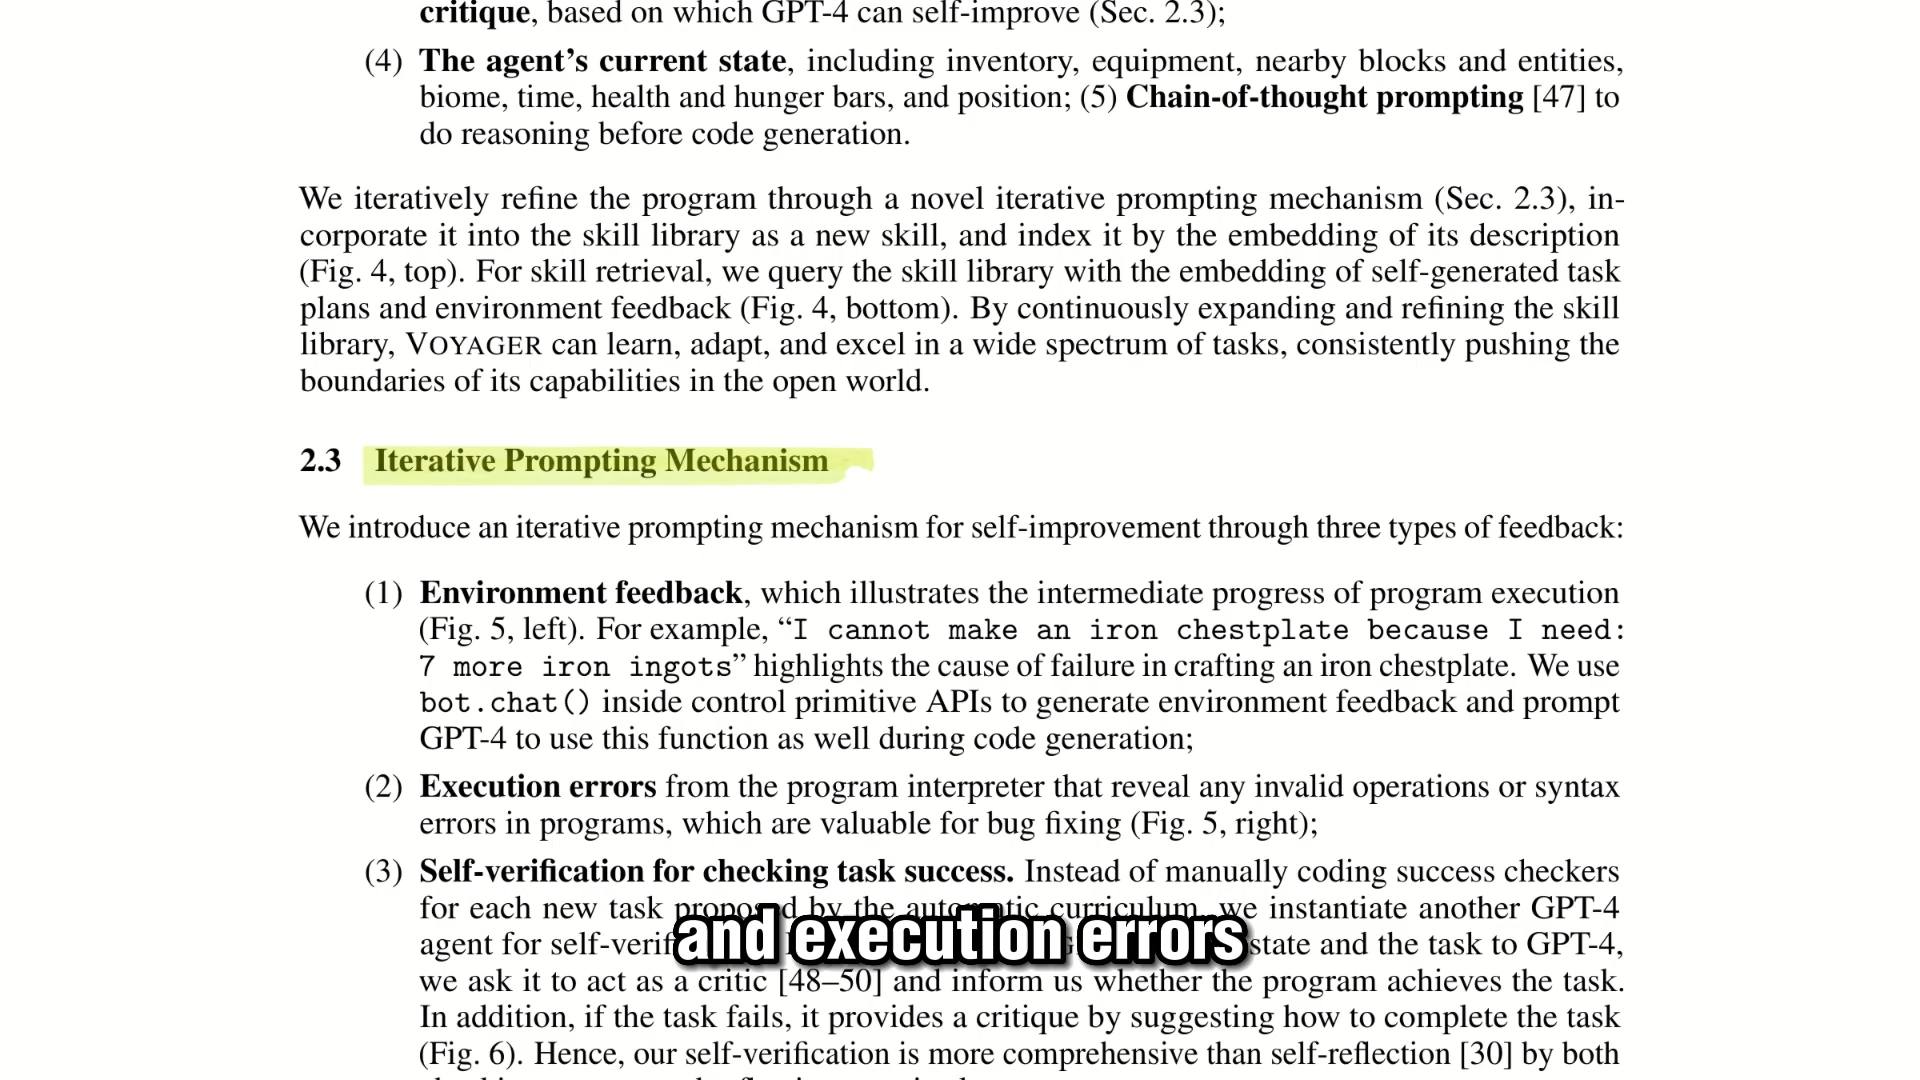 critique, based on which GPT-4 can self-improve (Sec. 2.3);
(4) The agent's current state, including inventory, equipment, nearby blocks and entities,
biome, time, health and hunger bars, and position; (5) Chain-of-thought prompting [47] to
do reasoning before code generation.
We iteratively refine the program through a novel iterative prompting mechanism (Sec. 2.3), in-
corporate it into the skill library as a new skill, and index it by the embedding of its description
(Fig. 4, top). For skill retrieval, we query the skill library with the embedding of self-generated task
plans and environment feedback (Fig. 4, bottom). By continuously expanding and refining the skill
library, VOYAGER can learn, adapt, and excel in a wide spectrum of tasks, consistently pushing the
boundaries of its capabilities in the open world.
2.3 Iterative Prompting Mechanism
We introduce an iterative prompting mechanism for self-improvement through three types of feedback:
(1) Environment feedback, which illustrates the intermediate progress of program execution
(Fig. 5, left). For example, “I cannot make an iron chestplate because I need:
7 more iron ingots” highlights the cause of failure in crafting an iron chestplate. We use
bot.chat() inside control primitive APIs to generate environment feedback and prompt
GPT-4 to use this function as well during code generation;
(2) Execution errors from the program interpreter that reveal any invalid operations or syntax
errors in programs, which are valuable for bug fixing (Fig. 5, right);
(3) Self-verification for checking task success. Instead of manually coding success checkers
for each new task proposed by the automatic curriculum, we instantiate another GPT-4
agent for state and the task to GPT-4,
and execution errors
we ask it to act as a critic [48–50] and inform us whether the program achieves the task.
In addition, if the task fails, it provides a critique by suggesting how to complete the task
(Fig. 6). Hence, our self-verification is more comprehensive than self-reflection [30] by both